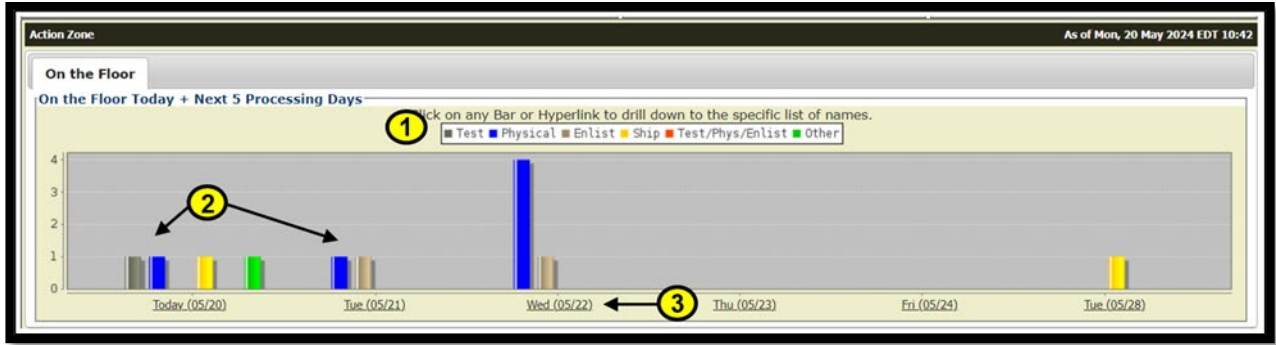 Action Zone As of Mon, 20 May 2024 EDT 10:42
On the Floor
On the Floor Today + Next 5 Processing Days
lick on any Bar or Hyperlink to drill down to the specific list of names.
1
Test Physical Enlist Ship Test/Phys/Enlist Other
4
3
2
2
1
0
Today (05/20) Tue (05/21) Wed (05/22) 3 Thu (05/23) Fri (05/24) Tue (05/28)